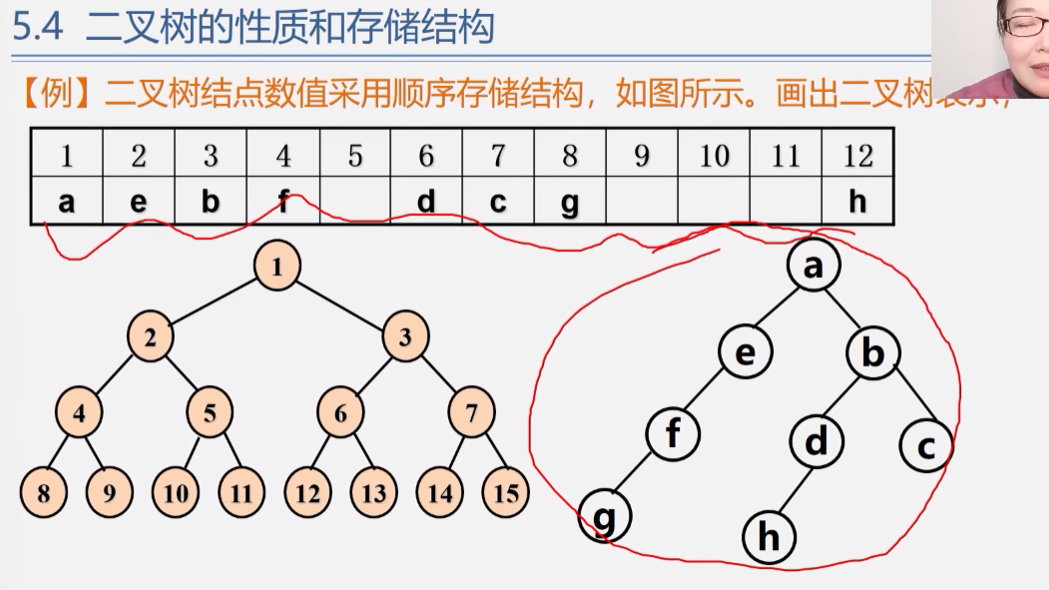 5.4 二叉树的性质和存储结构
【例】二叉树结点数值采用顺序存储结构，如图所示。画出二叉树表示，
1 2 3 4 5 6 7 8 9 10 11 12
a e b f d c g h
1
2 3
4 5 6 7
8 9 10 11 12 13 14 15
a
e b
f d c
g h